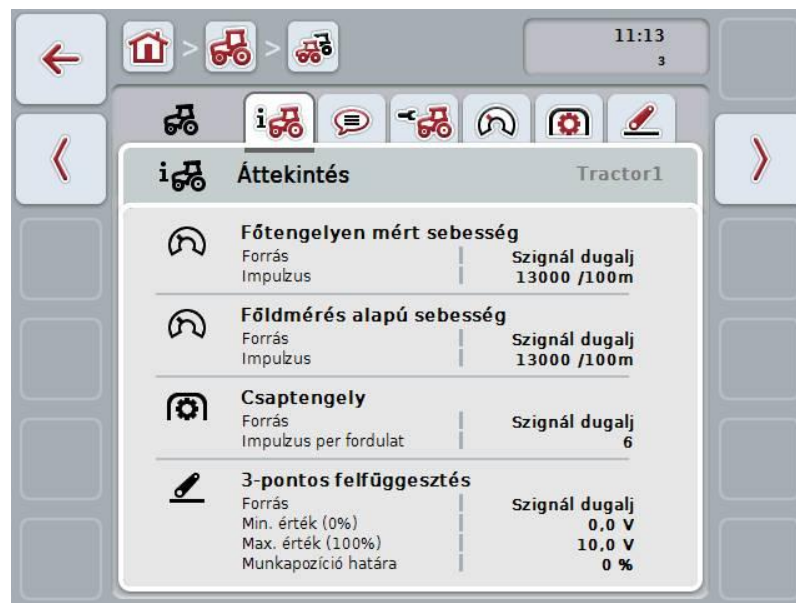 11:13
3
Áttekintés Tractor1
Főtengelyen mért sebesség
Forrás Szignál dugalj
Impulzus 13000 /100m
Főldmérés alapú sebesség
Forrás Szignál dugalj
Impulzus 13000 /100m
Csaptengely
Forrás Szignál dugalj
Impulzus per fordulat 6
3-pontos felfűggesztés
Forrás Szignál dugalj
Min. érték (0%) 0,0 V
Max. érték (100%) 10,0 V
Munkapozíció határa 0 %